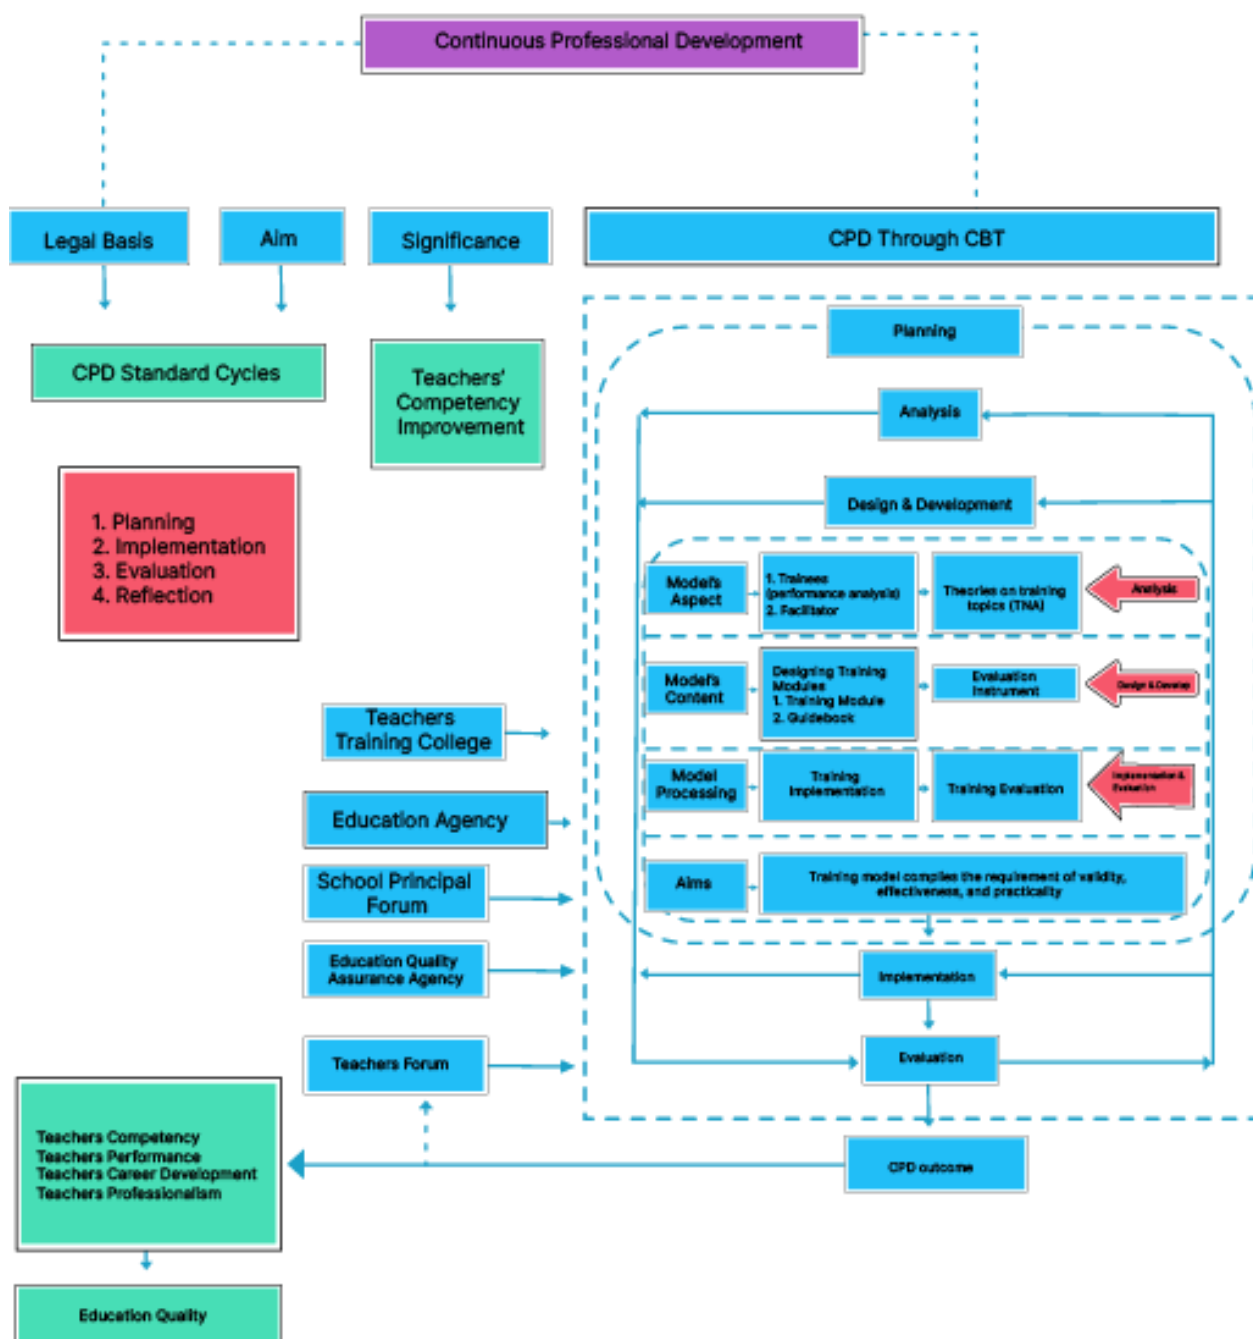 Continuous Professional Development
Legal Basis
Aim
Significance
CPD Through CBT
CPD Standard Cycles
Teachers'
Competency
Improvement
1. Planning
2. Implementation
3. Evaluation
4. Reflection
Planning
Analysis
Design & Development
Model's
Aspect
1. Trainees
(performance analysis)
2. Facilitator
Theories on training
topics (TNA)
Analysis
Model's
Content
Designing Training
Modules
1. Training Module
2. Guidebook
Evaluation
Instrument
Design & Develop
Model
Processing
Training
Implementation
Training Evaluation
Implementation &
Evaluation
Aims
Training model complies the requirement of validity,
effectiveness, and practicality
Implementation
Evaluation
CPD outcome
Teachers
Training College
Education Agency
School Principal
Forum
Education Quality
Assurance Agency
Teachers Forum
Teachers Competency
Teachers Performance
Teachers Career Development
Teachers Professionalism
Education Quality